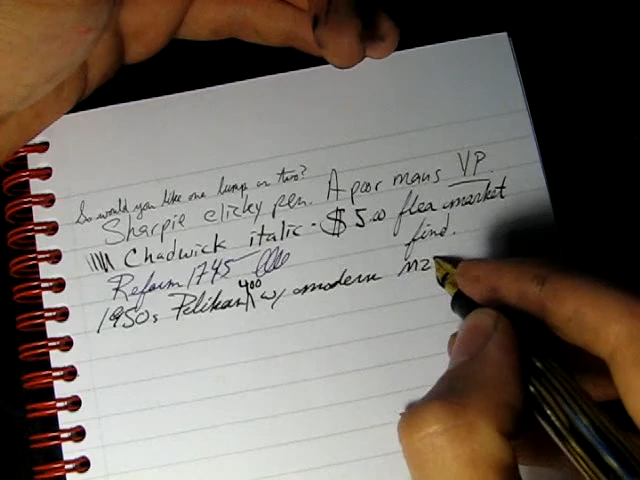 So would you like one lump or two?
Sharpie clicky pen. A poor mans VP
Chadwick italic - $5.00 flea market
find.
Reform 1745
1950s Pelikan 400 w/ modern M2